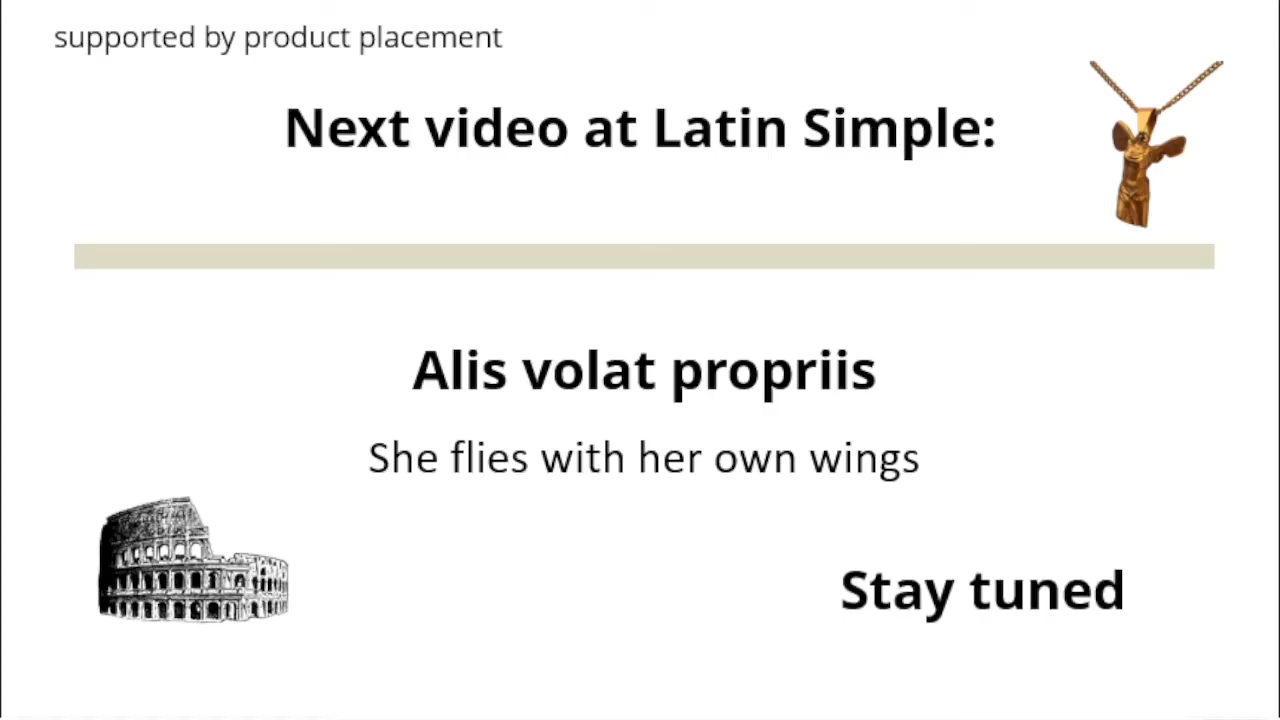 supported by product placement
Next video at Latin Simple:
Alis volat propriis
She flies with her own wings
Stay tuned